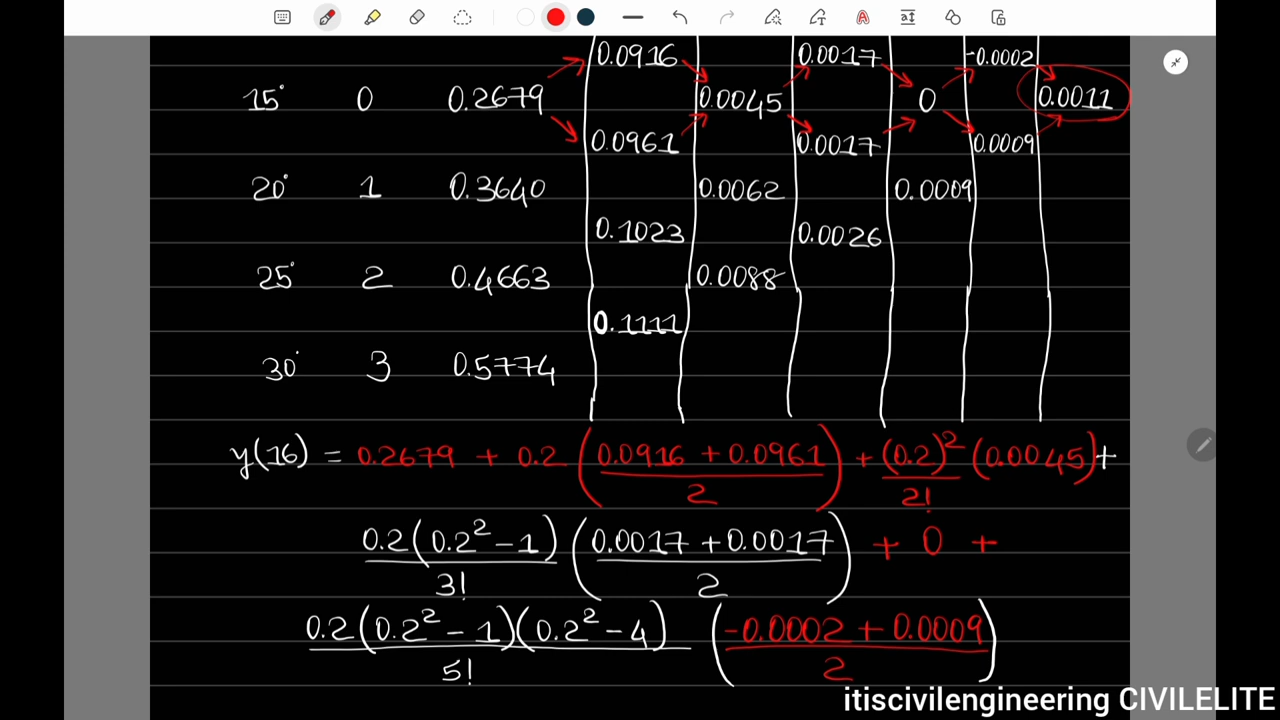 0.0916 0.0017 -0.0002
15° 0 0.2679 0.0045 0 0.0011
0.0961 0.0017 0.0009
20° 1 0.3640 0.0062 0.0009
0.1023 0.0026
25° 2 0.4663 0.0088
0.1111
30° 3 0.5774
y(16) = 0.2679 + 0.2 ((0.0916 + 0.0961)/2) + (0.2)²/2! (0.0045) +
0.2(0.2² - 1)/3! ((0.0017 + 0.0017)/2) + 0 +
0.2(0.2² - 1)(0.2² - 4)/5! ((-0.0002 + 0.0009)/2)
itiscivilengineering CIVILELITE